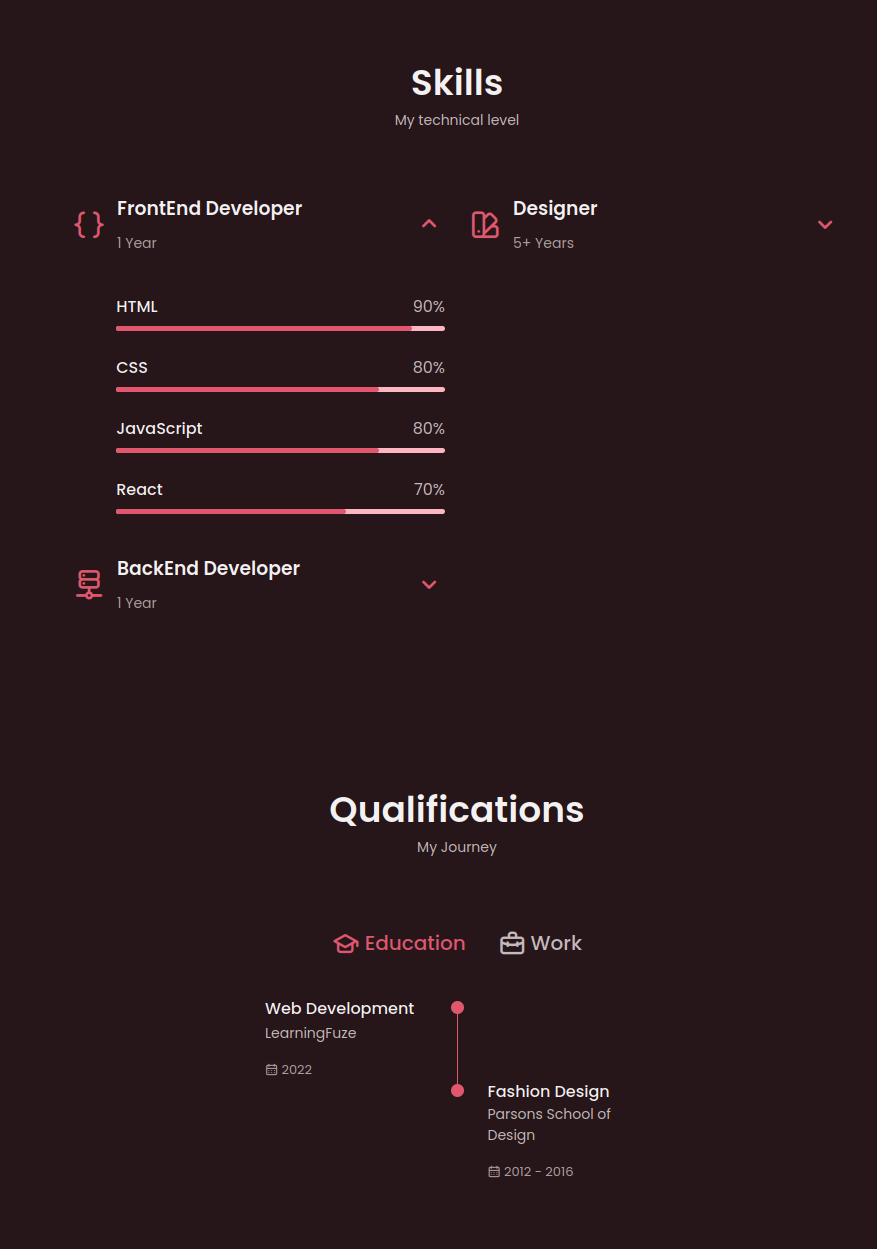 Skills
My technical level
FrontEnd Developer
1 Year
Designer
5+ Years
HTML 90%
CSS 80%
JavaScript 80%
React 70%
BackEnd Developer
1 Year
Qualifications
My Journey
Education Work
Web Development
LearningFuze
2022
Fashion Design
Parsons School of
Design
2012 - 2016